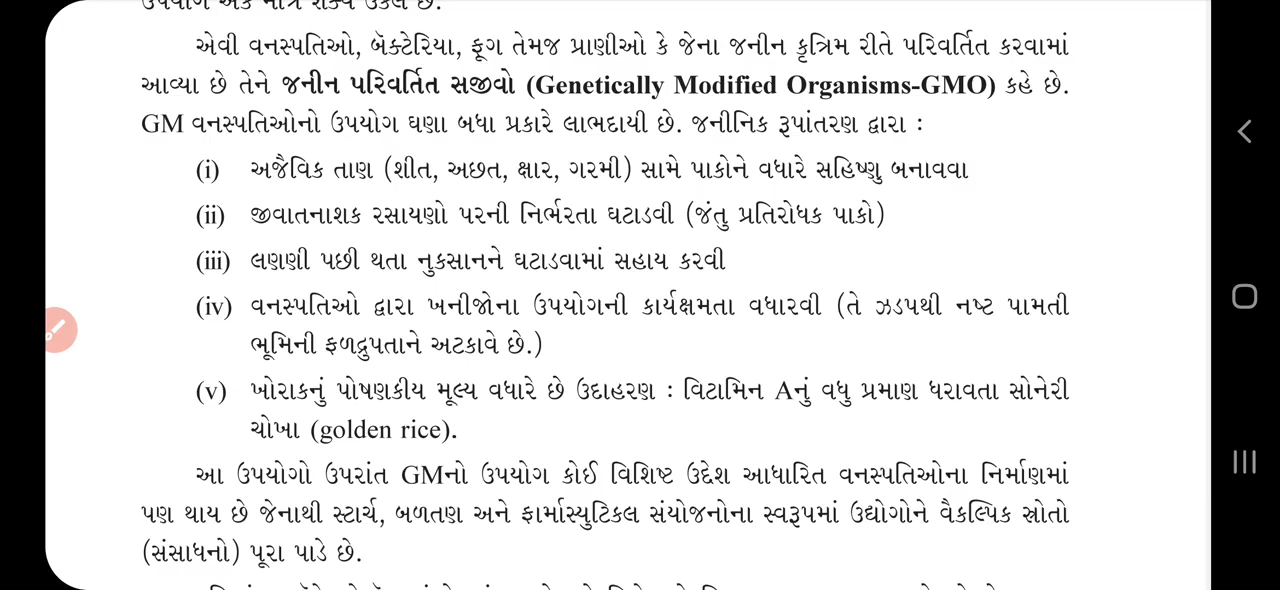 ઉપયોગ એક માત્ર શક્ય ઉકેલ છે.
એવી વનસ્પતિઓ, બૅક્ટેરિયા, ફૂગ તેમજ પ્રાણીઓ કે જેના જનીન કૃત્રિમ રીતે પરિવર્તિત કરવામાં
આવ્યા છે તેને જનીન પરિવર્તિત સજીવો (Genetically Modified Organisms-GMO) કહે છે.
GM વનસ્પતિઓનો ઉપયોગ ઘણા બધા પ્રકારે લાભદાયી છે. જનીનિક રૂપાંતરણ દ્વારા :
(i) અજૈવિક તાણ (શીત, અછત, ક્ષાર, ગરમી) સામે પાકોને વધારે સહિષ્ણુ બનાવવા
(ii) જીવાતનાશક રસાયણો પરની નિર્ભરતા ઘટાડવી (જંતુ પ્રતિરોધક પાકો)
(iii) લણણી પછી થતા નુકસાનને ઘટાડવામાં સહાય કરવી
(iv) વનસ્પતિઓ દ્વારા ખનીજોના ઉપયોગની કાર્યક્ષમતા વધારવી (તે ઝડપથી નષ્ટ પામતી
ભૂમિની ફળદ્રુપતાને અટકાવે છે.)
(v) ખોરાકનું પોષણકીય મૂલ્ય વધારે છે ઉદાહરણ : વિટામિન Aનું વધુ પ્રમાણ ધરાવતા સોનેરી
ચોખા (golden rice).
આ ઉપયોગો ઉપરાંત GMનો ઉપયોગ કોઈ વિશિષ્ટ ઉદ્દેશ આધારિત વનસ્પતિઓના નિર્માણમાં
પણ થાય છે જેનાથી સ્ટાર્ચ, બળતણ અને ફાર્માસ્યુટિકલ સંયોજનોના સ્વરૂપમાં ઉદ્યોગોને વૈકલ્પિક સ્રોતો
(સંસાધનો) પૂરા પાડે છે.